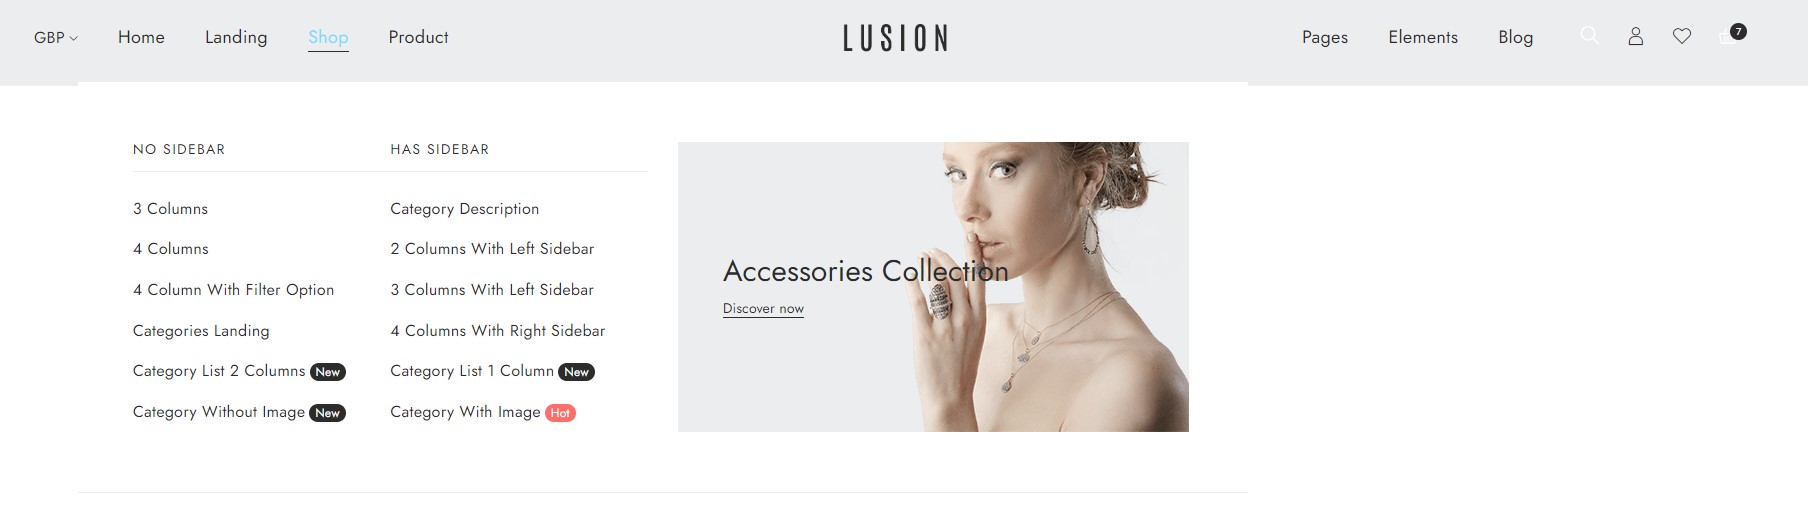 GBP Home Landing Shop Product LUSION Pages Elements Blog 7
NO SIDEBAR
3 Columns
4 Columns
4 Column With Filter Option
Categories Landing
Category List 2 Columns New
Category Without Image New
HAS SIDEBAR
Category Description
2 Columns With Left Sidebar
3 Columns With Left Sidebar
4 Columns With Right Sidebar
Category List 1 Column New
Category With Image Hot
Accessories Collection
Discover now